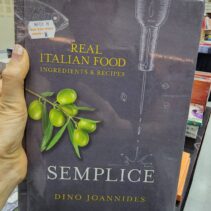 REAL
ITALIAN FOOD
INGREDIENTS & RECIPES
SEMPLICE
DINO JOANNIDES